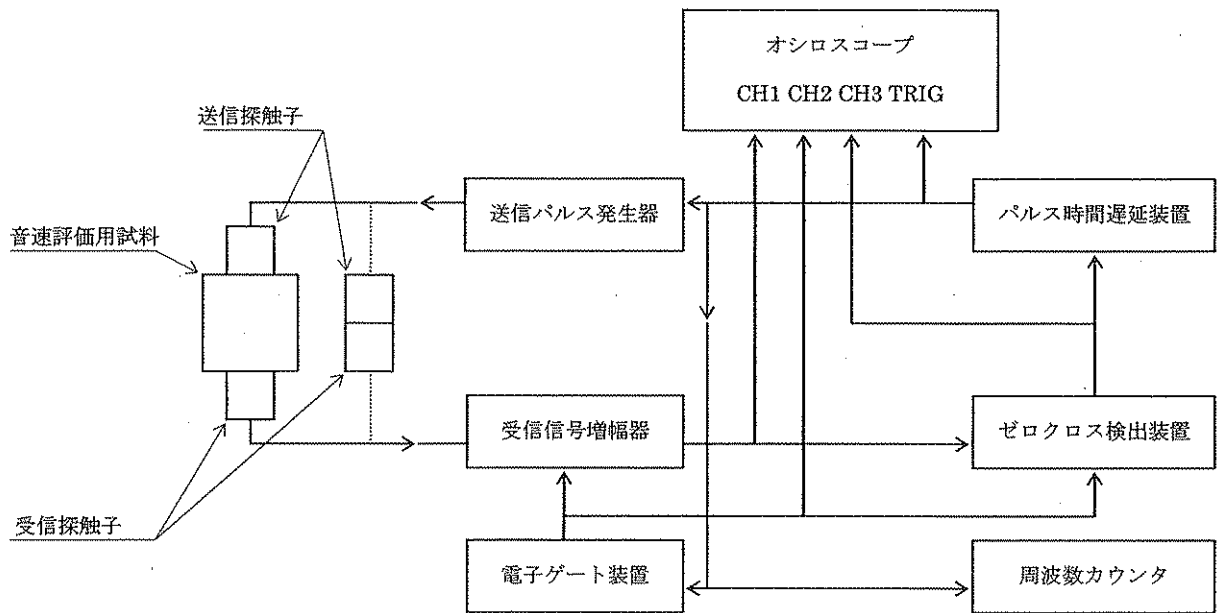 オシロスコープ
CH1 CH2 CH3 TRIG
送信探触子
送信パルス発生器
パルス時間遅延装置
音速評価用試料
受信信号増幅器
ゼロクロス検出装置
受信探触子
電子ゲート装置
周波数カウンタ